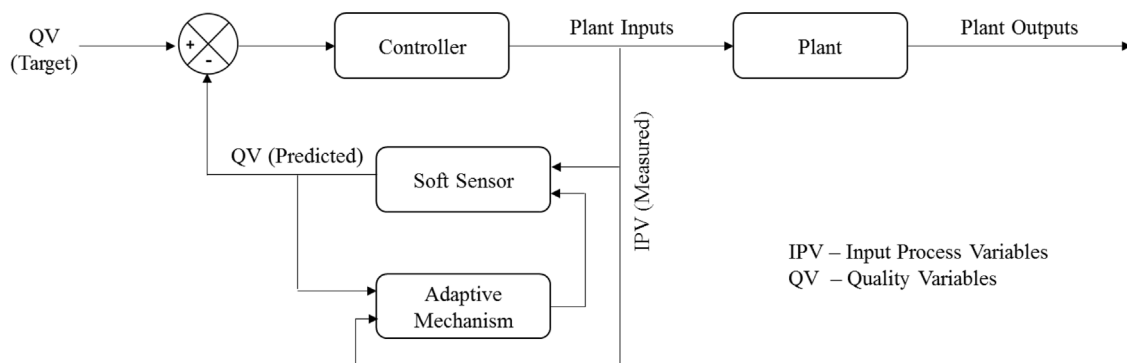 QV
(Target)
+
-
Controller
Plant Inputs
Plant
Plant Outputs
QV (Predicted)
Soft Sensor
IPV (Measured)
Adaptive
Mechanism
IPV – Input Process Variables
QV – Quality Variables